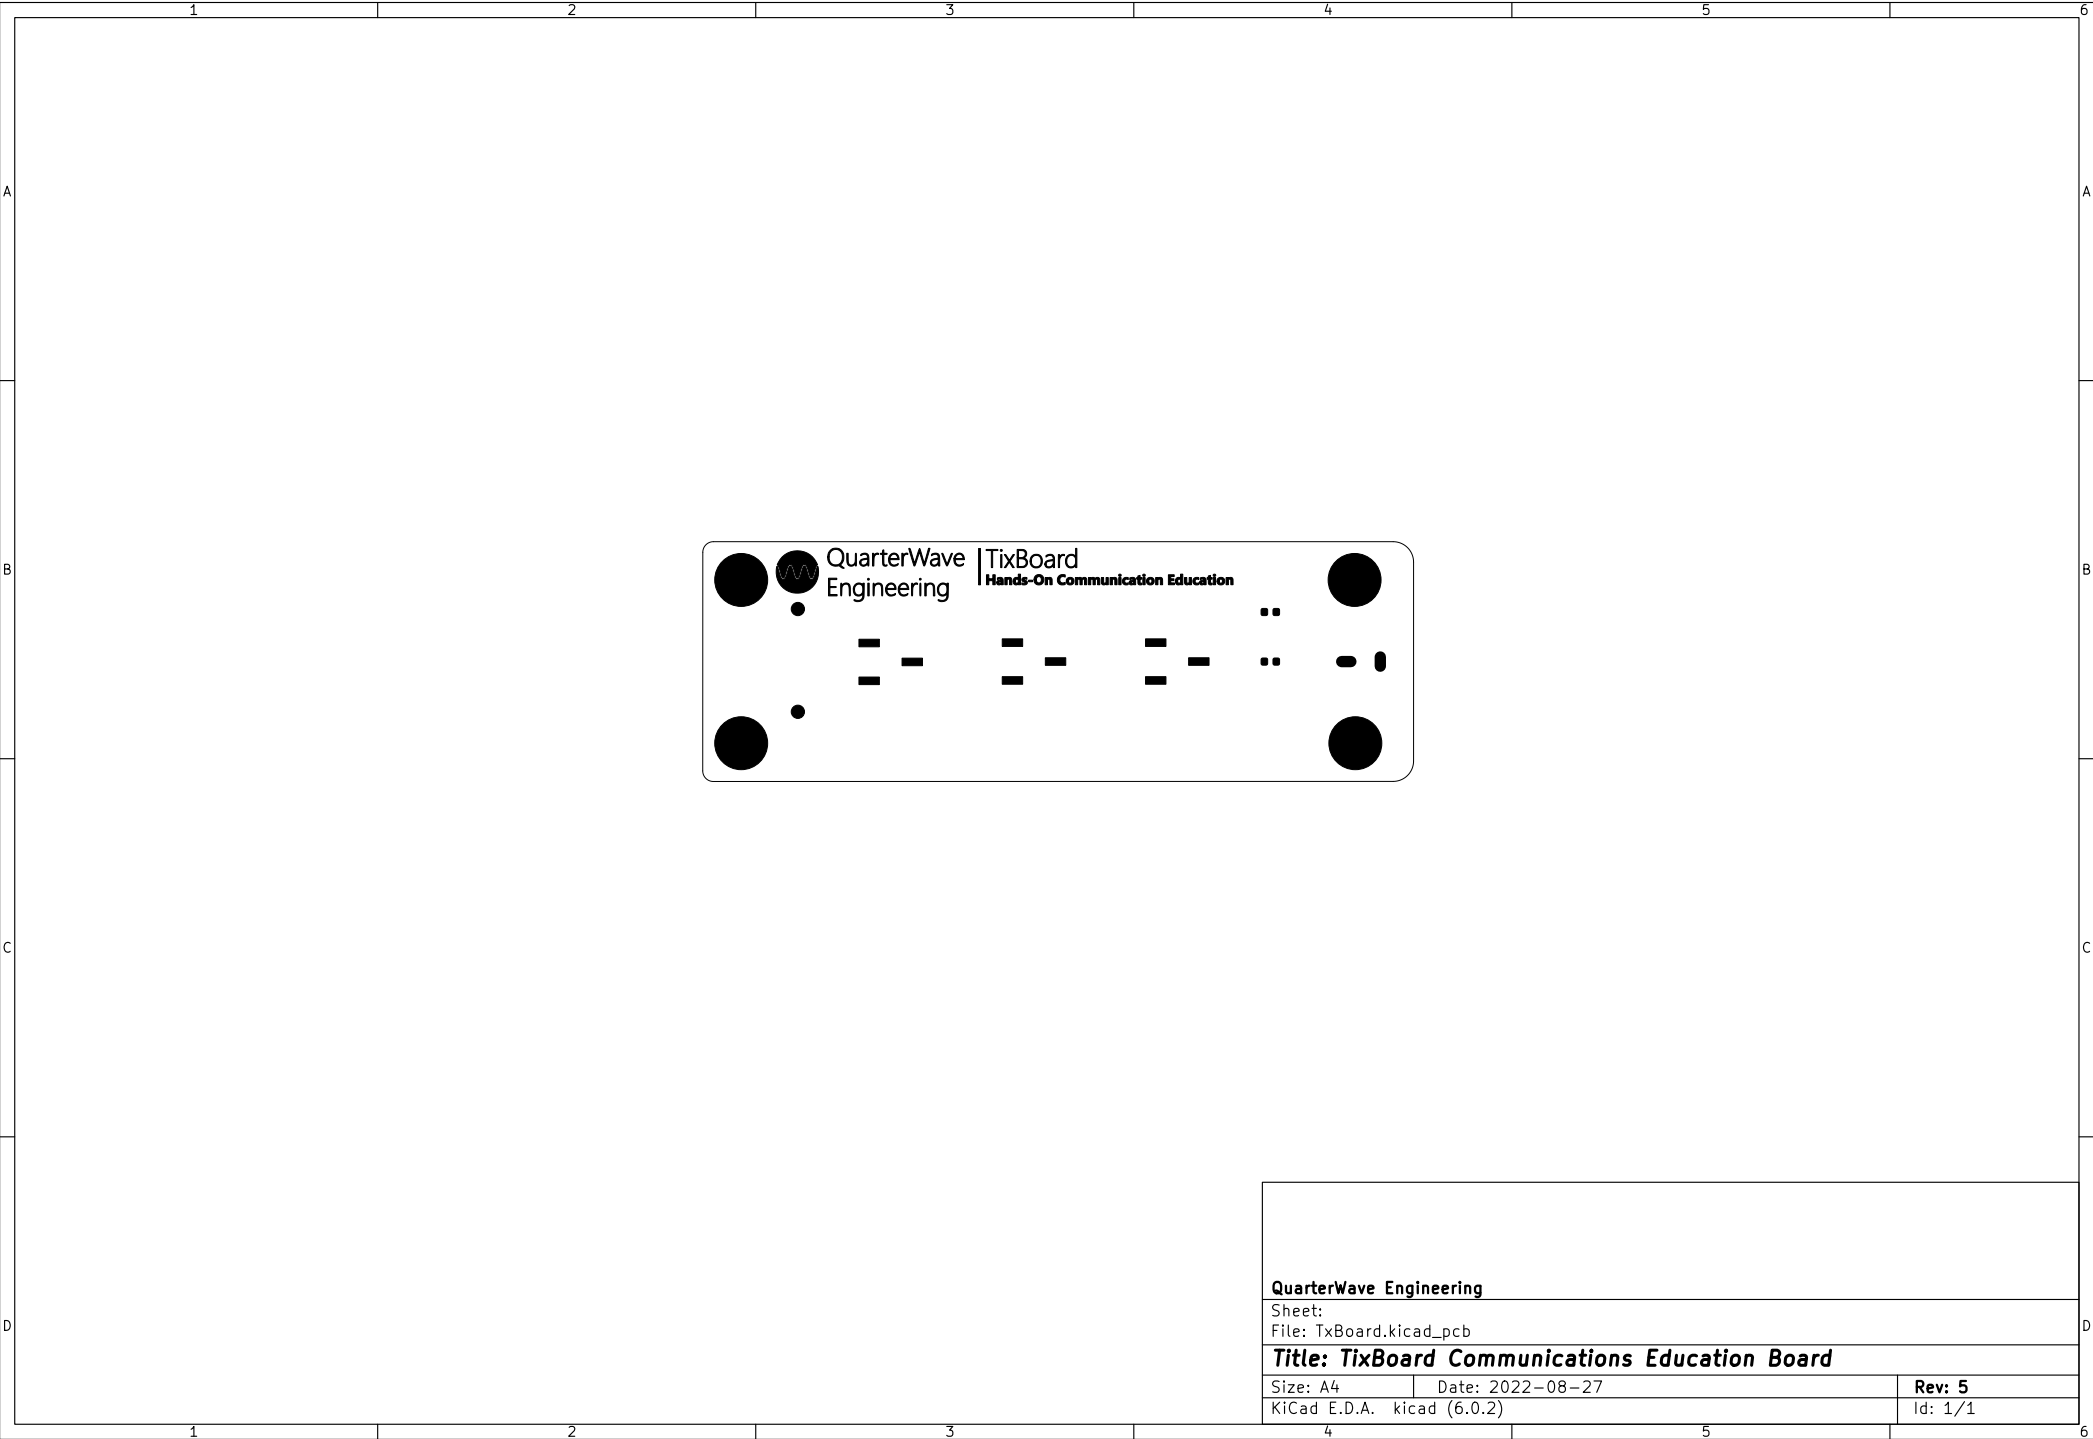 1 2 3 4 5 6
A A
QuarterWave
Engineering
TixBoard
Hands-On Communication Education
B B
C C
QuarterWave Engineering
Sheet:
File: TxBoard.kicad_pcb
D D
Title: TixBoard Communications Education Board
Size: A4 Date: 2022-08-27 Rev: 5
KiCad E.D.A. kicad (6.0.2) Id: 1/1
1 2 3 4 5 6